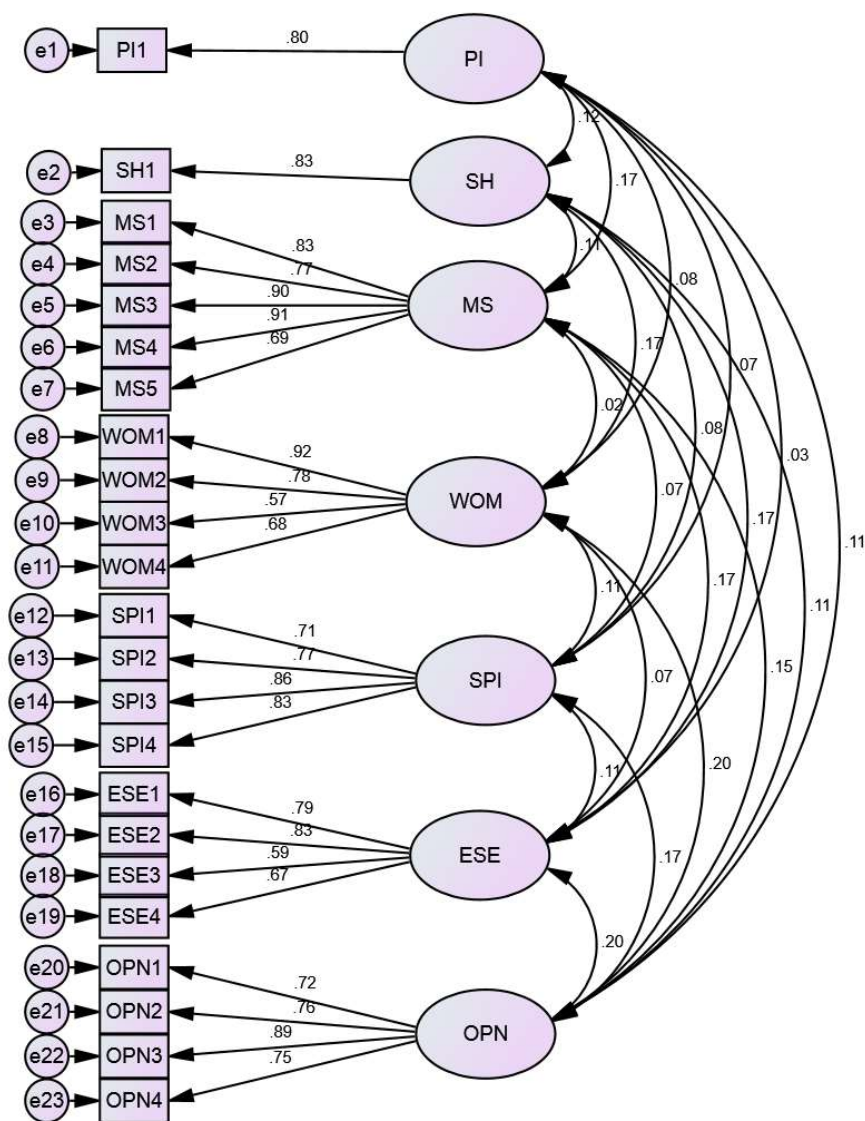 e1 PI1 .80 PI
.12
e2 SH1 .83 SH
.17
e3 MS1 .83
.11
e4 MS2 .77
e5 MS3 .90 MS
.08
e6 MS4 .91
e7 MS5 .69
.17
.07
.02
e8 WOM1 .92
.08
.03
e9 WOM2 .78
e10 WOM3 .57 WOM
.07
e11 WOM4 .68
.17
.11
.11
.17
.11
e12 SPI1 .71
e13 SPI2 .77
e14 SPI3 .86 SPI
.07
.15
e15 SPI4 .83
.20
.11
e16 ESE1 .79
e17 ESE2 .83
e18 ESE3 .59 ESE
.17
e19 ESE4 .67
.20
e20 OPN1 .72
e21 OPN2 .76
e22 OPN3 .89 OPN
e23 OPN4 .75